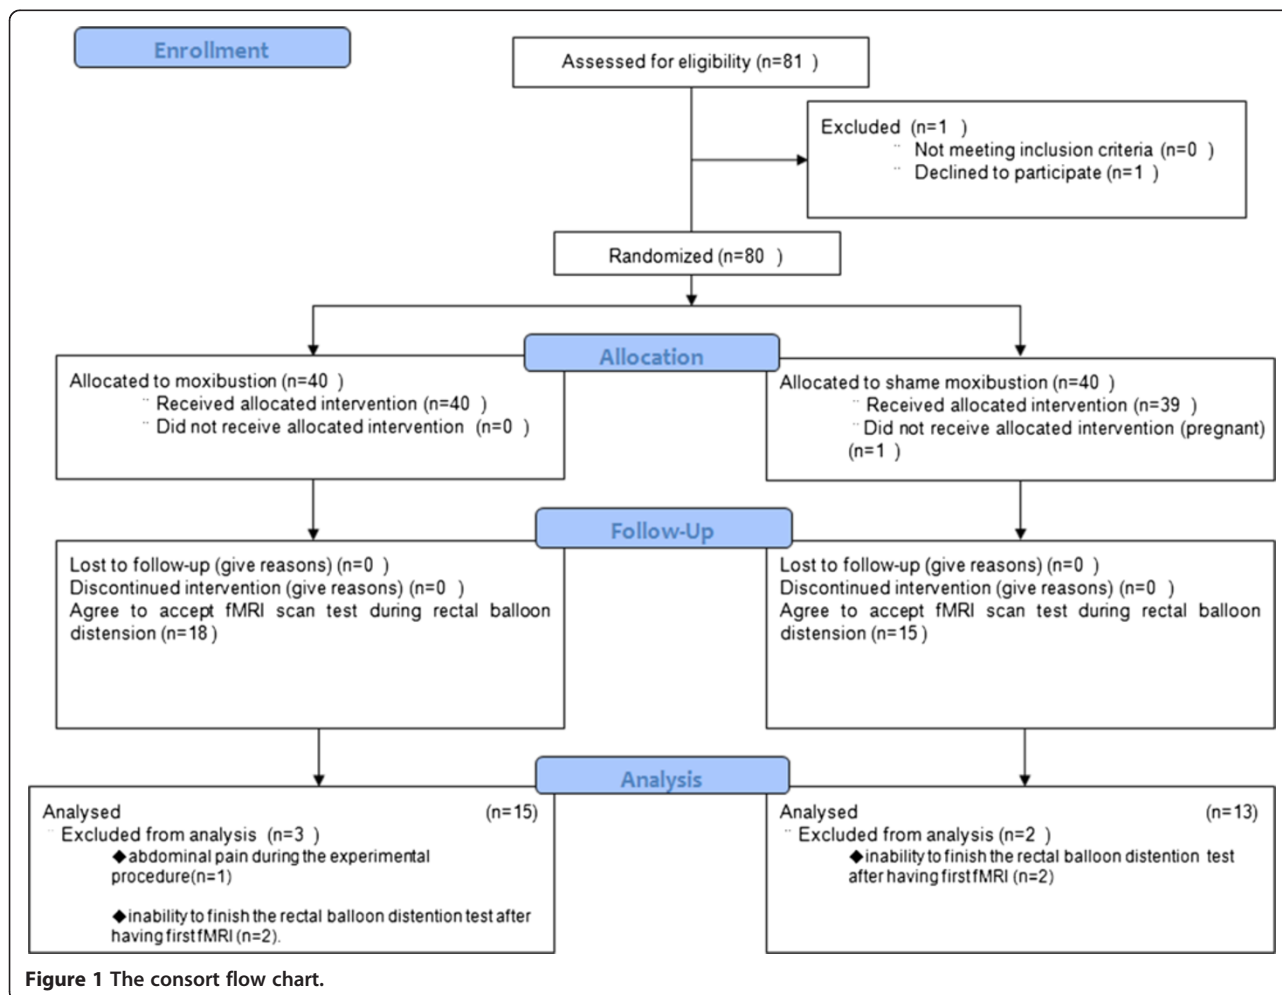 Enrollment
Assessed for eligibility (n=81 )
Excluded (n=1 )
¨ Not meeting inclusion criteria (n=0 )
¨ Declined to participate (n=1 )
Randomized (n=80 )
Allocation
Allocated to moxibustion (n=40 )
¨ Received allocated intervention (n=40 )
¨ Did not receive allocated intervention (n=0 )
Allocated to shame moxibustion (n=40 )
¨ Received allocated intervention (n=39 )
¨ Did not receive allocated intervention (pregnant)
(n=1 )
Follow-Up
Lost to follow-up (give reasons) (n=0 )
Discontinued intervention (give reasons) (n=0 )
Agree to accept fMRI scan test during rectal balloon
distension (n=18 )
Lost to follow-up (give reasons) (n=0 )
Discontinued intervention (give reasons) (n=0 )
Agree to accept fMRI scan test during rectal balloon
distension (n=15 )
Analysis
Analysed (n=15)
¨ Excluded from analysis (n=3 )
◆abdominal pain during the experimental
procedure(n=1)
◆inability to finish the rectal balloon distention test after
having first fMRI (n=2).
Analysed (n=13)
¨ Excluded from analysis (n=2 )
◆inability to finish the rectal balloon distention test
after having first fMRI (n=2)
Figure 1 The consort flow chart.